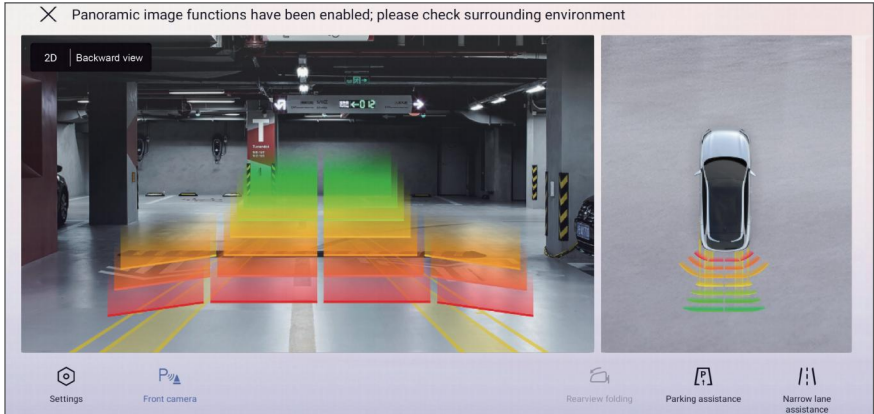 Panoramic image functions have been enabled; please check surrounding environment
2D Backward view
←012
T
Settings
Front camera
Rearview folding
Parking assistance
Narrow lane
assistance